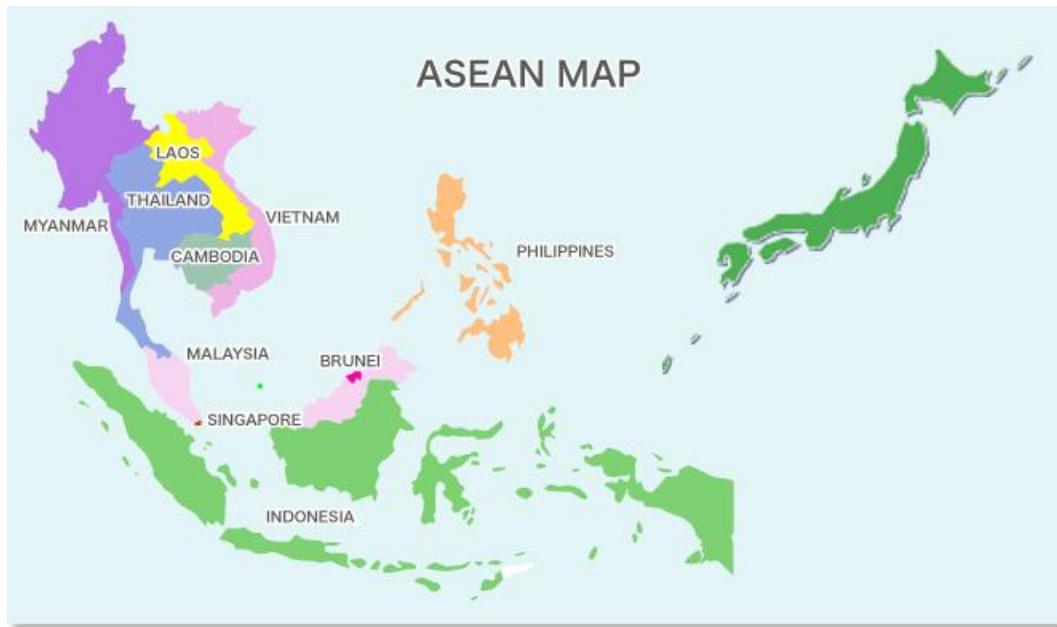 ASEAN MAP
LAOS
THAILAND
MYANMAR
VIETNAM
CAMBODIA
PHILIPPINES
MALAYSIA
BRUNEI
SINGAPORE
INDONESIA